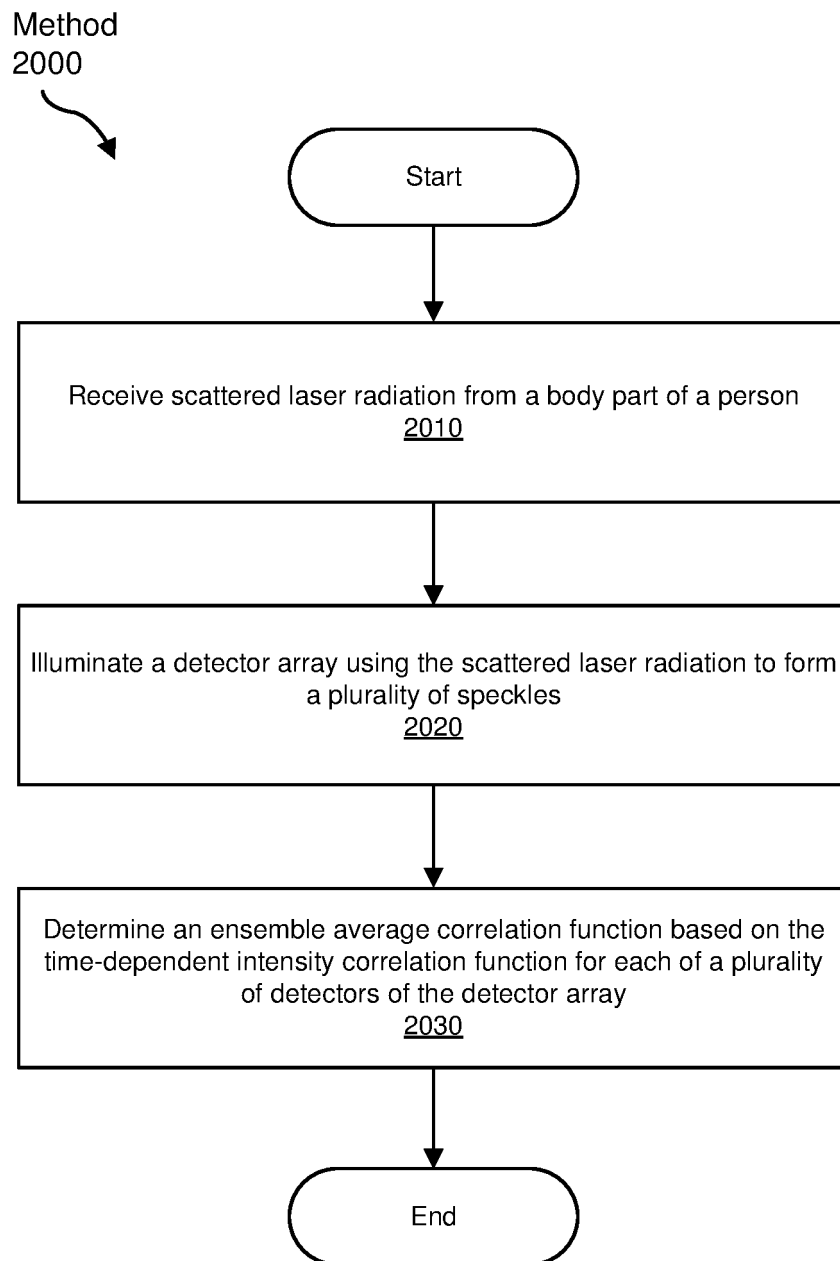 Method
2000
Start
Receive scattered laser radiation from a body part of a person
2010
Illuminate a detector array using the scattered laser radiation to form
a plurality of speckles
2020
Determine an ensemble average correlation function based on the
time-dependent intensity correlation function for each of a plurality
of detectors of the detector array
2030
End